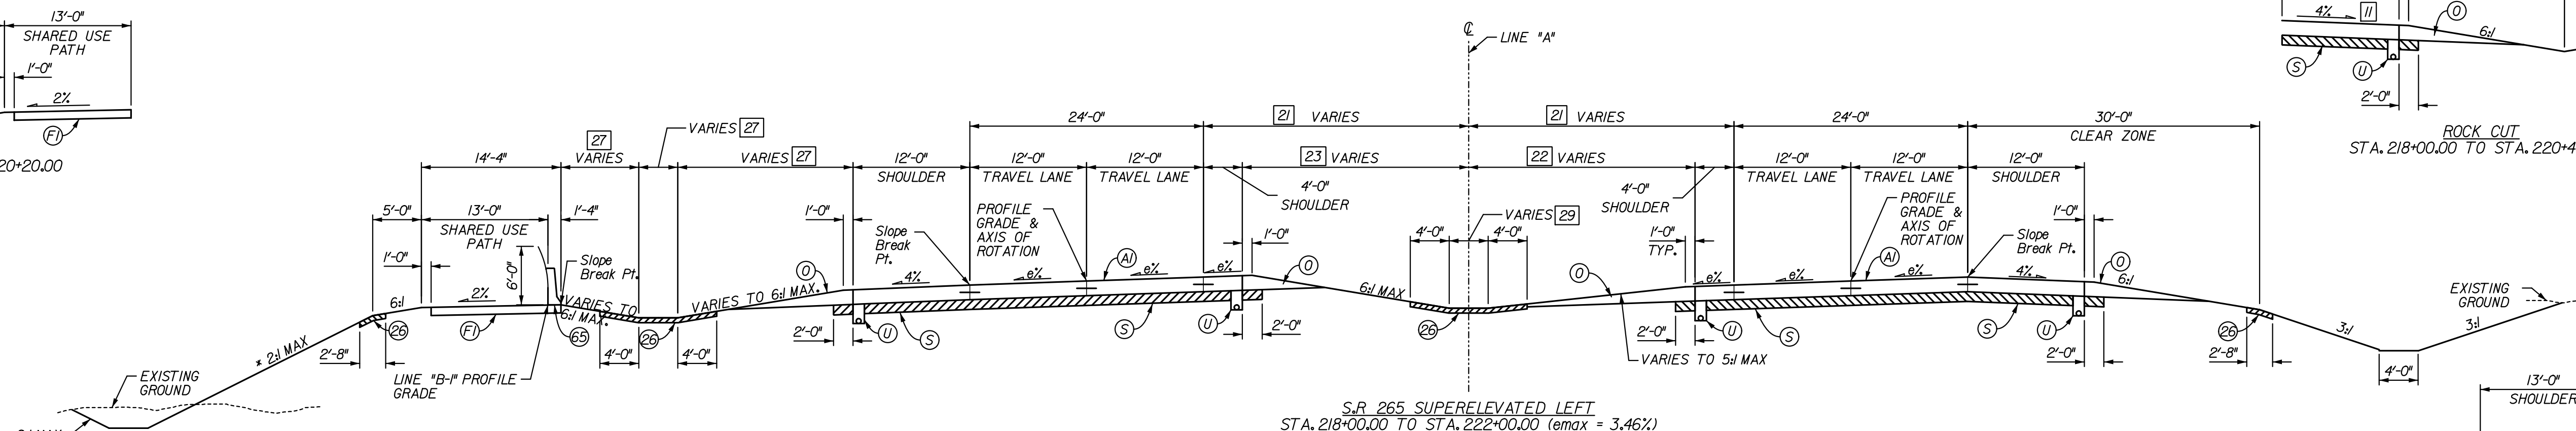 13'-0"
SHARED USE
PATH
1'-0"
2%
F1
20+20.00
4%
11
O
6:1
S
U
2'-0"
ROCK CUT
STA. 218+00.00 TO STA. 220+4
℄
LINE "A"
24'-0"
21 VARIES
21 VARIES
24'-0"
30'-0"
CLEAR ZONE
27
VARIES
VARIES 27
14'-4"
VARIES 27
12'-0"
SHOULDER
12'-0"
TRAVEL LANE
12'-0"
TRAVEL LANE
23 VARIES
22 VARIES
12'-0"
TRAVEL LANE
12'-0"
TRAVEL LANE
12'-0"
SHOULDER
4'-0"
SHOULDER
4'-0"
SHOULDER
5'-0"
13'-0"
SHARED USE
PATH
1'-4"
1'-0"
6'-0"
Slope
Break Pt.
1'-0"
Slope
Break
Pt.
PROFILE
GRADE &
AXIS OF
ROTATION
A1
1'-0"
4'-0"
VARIES 29
4'-0"
1'-0"
TYP.
PROFILE
GRADE &
AXIS OF
ROTATION
A1
Slope
Break Pt.
1'-0"
6:1
2%
VARIES TO
6:1 MAX.
VARIES TO 6:1 MAX.
O
4%
e%
e%
e%
O
6:1 MAX
O
e%
e%
e%
4%
O
6:1
EXISTING
GROUND
* 2:1 MAX
26
2'-8"
F1
65
4'-0"
26
4'-0"
2'-0"
U
S
S
U
2'-0"
26
2'-0"
U
S
VARIES TO 5:1 MAX
S
U
2'-0"
26
2'-8"
3:1
3:1
4'-0"
EXISTING
GROUND
LINE "B-1" PROFILE
GRADE
S.R 265 SUPERELEVATED LEFT
STA. 218+00.00 TO STA. 222+00.00 (emax = 3.46%)
13'-0"
SHOULDER